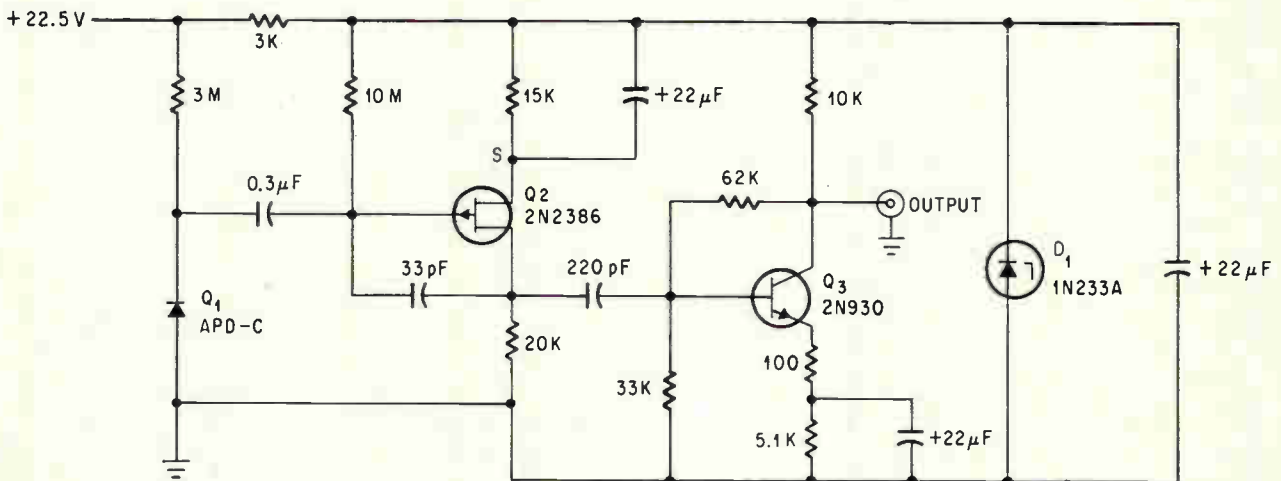 +22.5V
3K
3M
10M
15K
+22μF
10K
S
0.3μF
Q2
2N2386
62K
OUTPUT
33pF
220pF
Q1
APD-C
Q3
2N930
D1
1N233A
+22μF
20K
33K
100
5.1K
+22μF